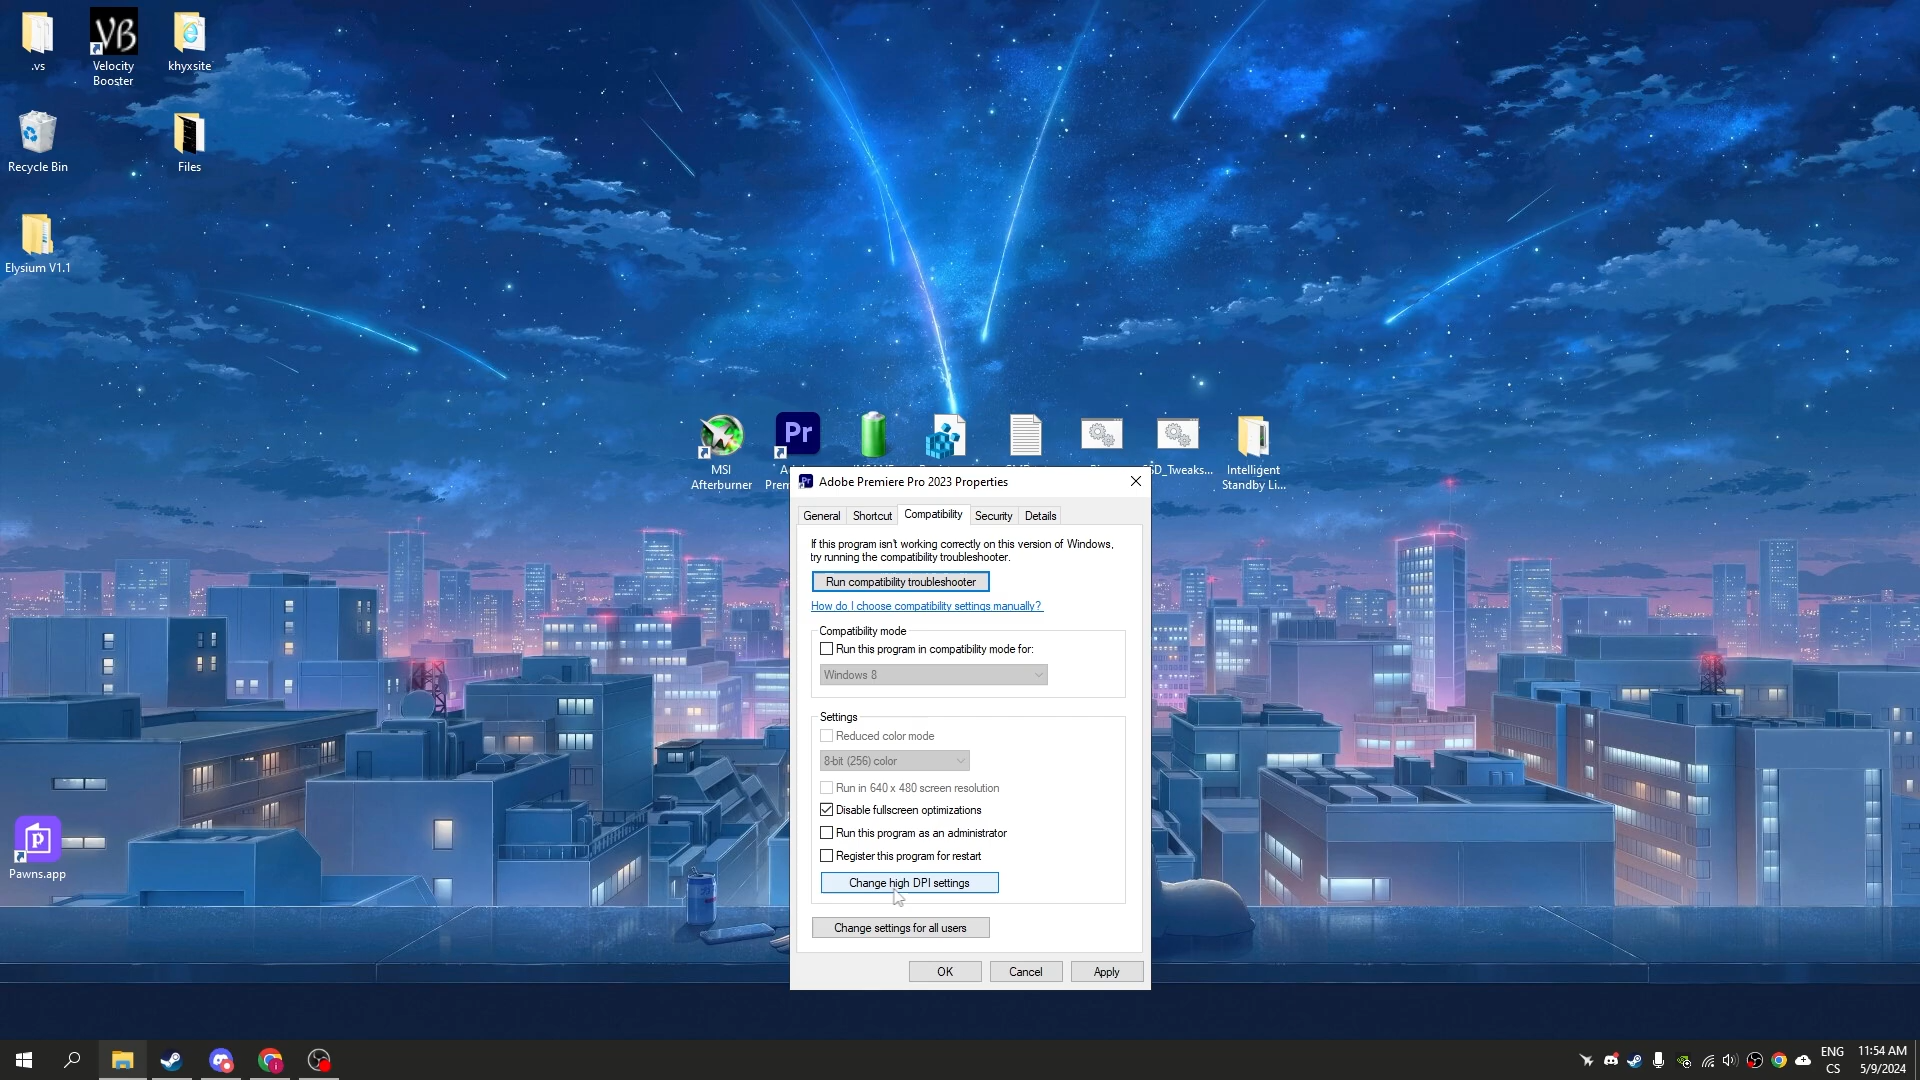 .vs
Velocity
Booster
khyxsite
Recycle Bin
Files
Elysium V1.1
Pawns.app
VB
Pr
MSI
Afterburner
SD_Tweaks...
Intelligent
Standby Li...
Adobe Premiere Pro 2023 Properties
General
Shortcut
Compatibility
Security
Details
If this program isn't working correctly on this version of Windows,
try running the compatibility troubleshooter.
Run compatibility troubleshooter
How do I choose compatibility settings manually?
Compatibility mode
Run this program in compatibility mode for:
Windows 8
Settings
Reduced color mode
8-bit (256) color
Run in 640 x 480 screen resolution
Disable fullscreen optimizations
Run this program as an administrator
Register this program for restart
Change high DPI settings
Change settings for all users
OK
Cancel
Apply
ENG
CS
11:54 AM
5/9/2024